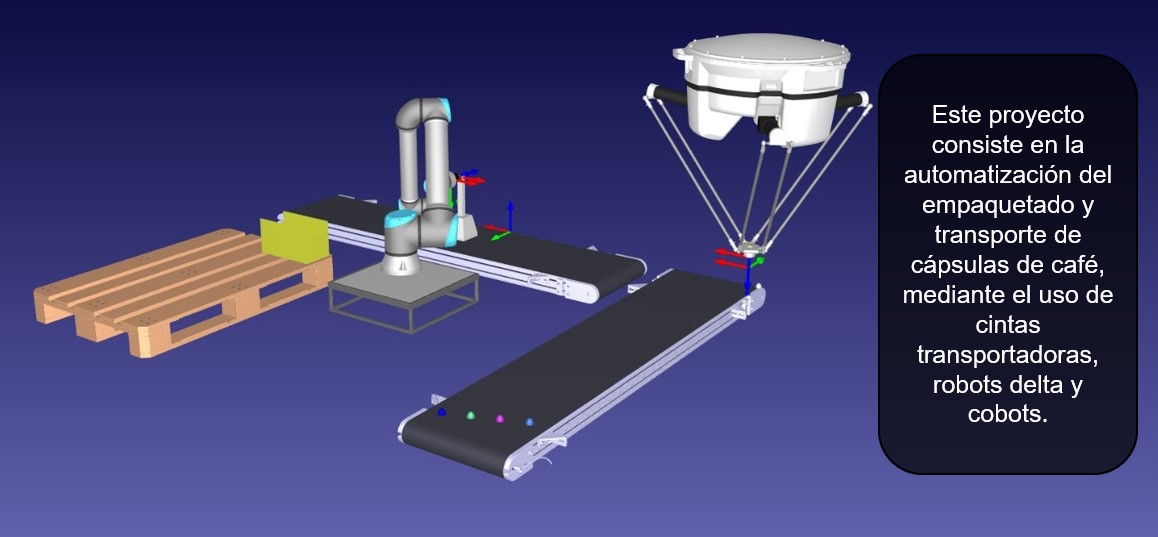 Este proyecto
consiste en la
automatización del
empaquetado y
transporte de
cápsulas de café,
mediante el uso de
cintas
transportadoras,
robots delta y
cobots.